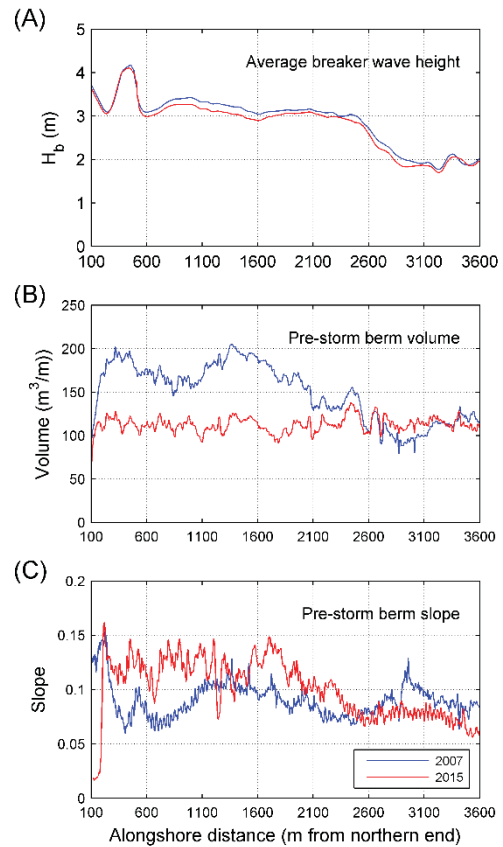 (A)
Average breaker wave height
H_b (m)
5
4
3
2
1
0
100 600 1100 1600 2100 2600 3100 3600
(B)
Pre-storm berm volume
Volume (m³/m))
250
200
150
100
50
0
100 600 1100 1600 2100 2600 3100 3600
(C)
Pre-storm berm slope
Slope
0.2
0.15
0.1
0.05
0
2007
2015
100 600 1100 1600 2100 2600 3100 3600
Alongshore distance (m from northern end)